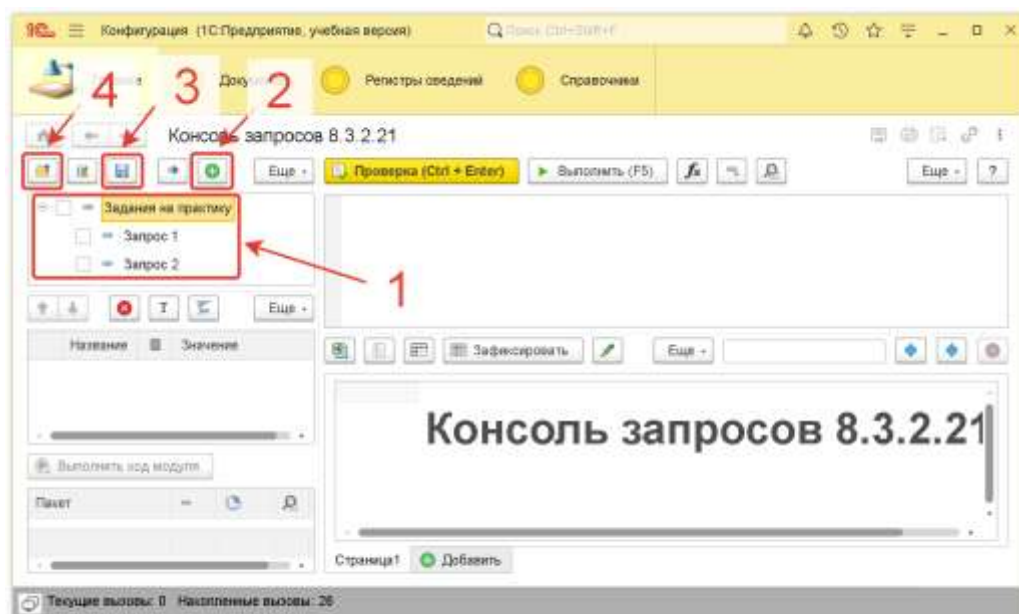 1С Конфигурация (1С:Предприятие, учебная версия)
Регистры сведений Справочники
4 3 2
Консоль запросов 8.3.2.21
Еще Проверка (Ctrl + Enter) Выполнить (F5) fx Еще ?
Задания на практику
Запрос 1
Запрос 2
1
T Еще
Название Значение
Зафиксировать Еще
Консоль запросов 8.3.2.21
Выполнить код модуля
Пакет
Страница1 Добавить
Текущие вызовы: 0 Накопленные вызовы: 26